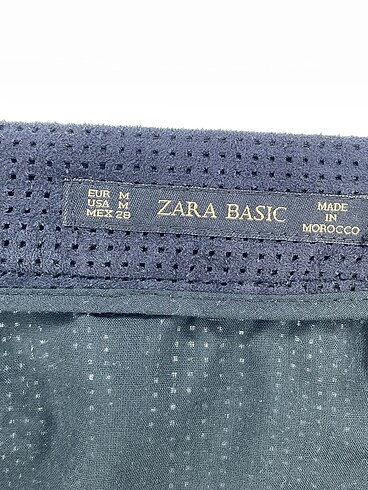 EUR M
USA M
MEX 28
ZARA BASIC
MADE
IN
MOROCCO